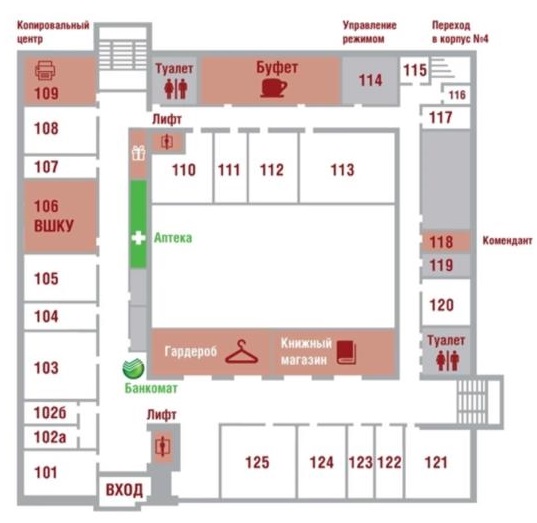 Копировальный
центр
Управление
режимом
Переход
в корпус №4
109
Туалет
Буфет
114
115
116
117
108
Лифт
107
110
111
112
113
106
ВШКУ
Аптека
118
Комендант
119
105
120
104
Гардероб
Книжный
магазин
Туалет
103
Банкомат
102б
Лифт
102а
101
ВХОД
125
124
123
122
121